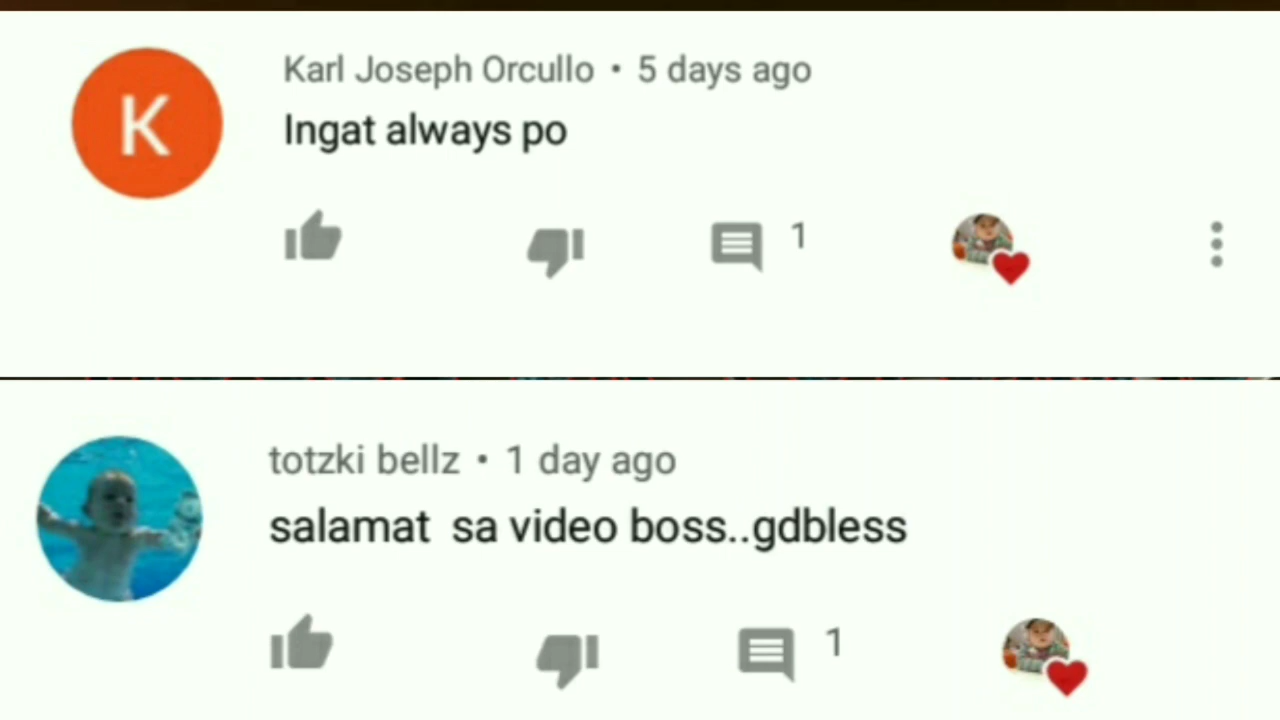 K
Karl Joseph Orcullo • 5 days ago
Ingat always po
1
totzki bellz • 1 day ago
salamat  sa video boss..gdbless
1